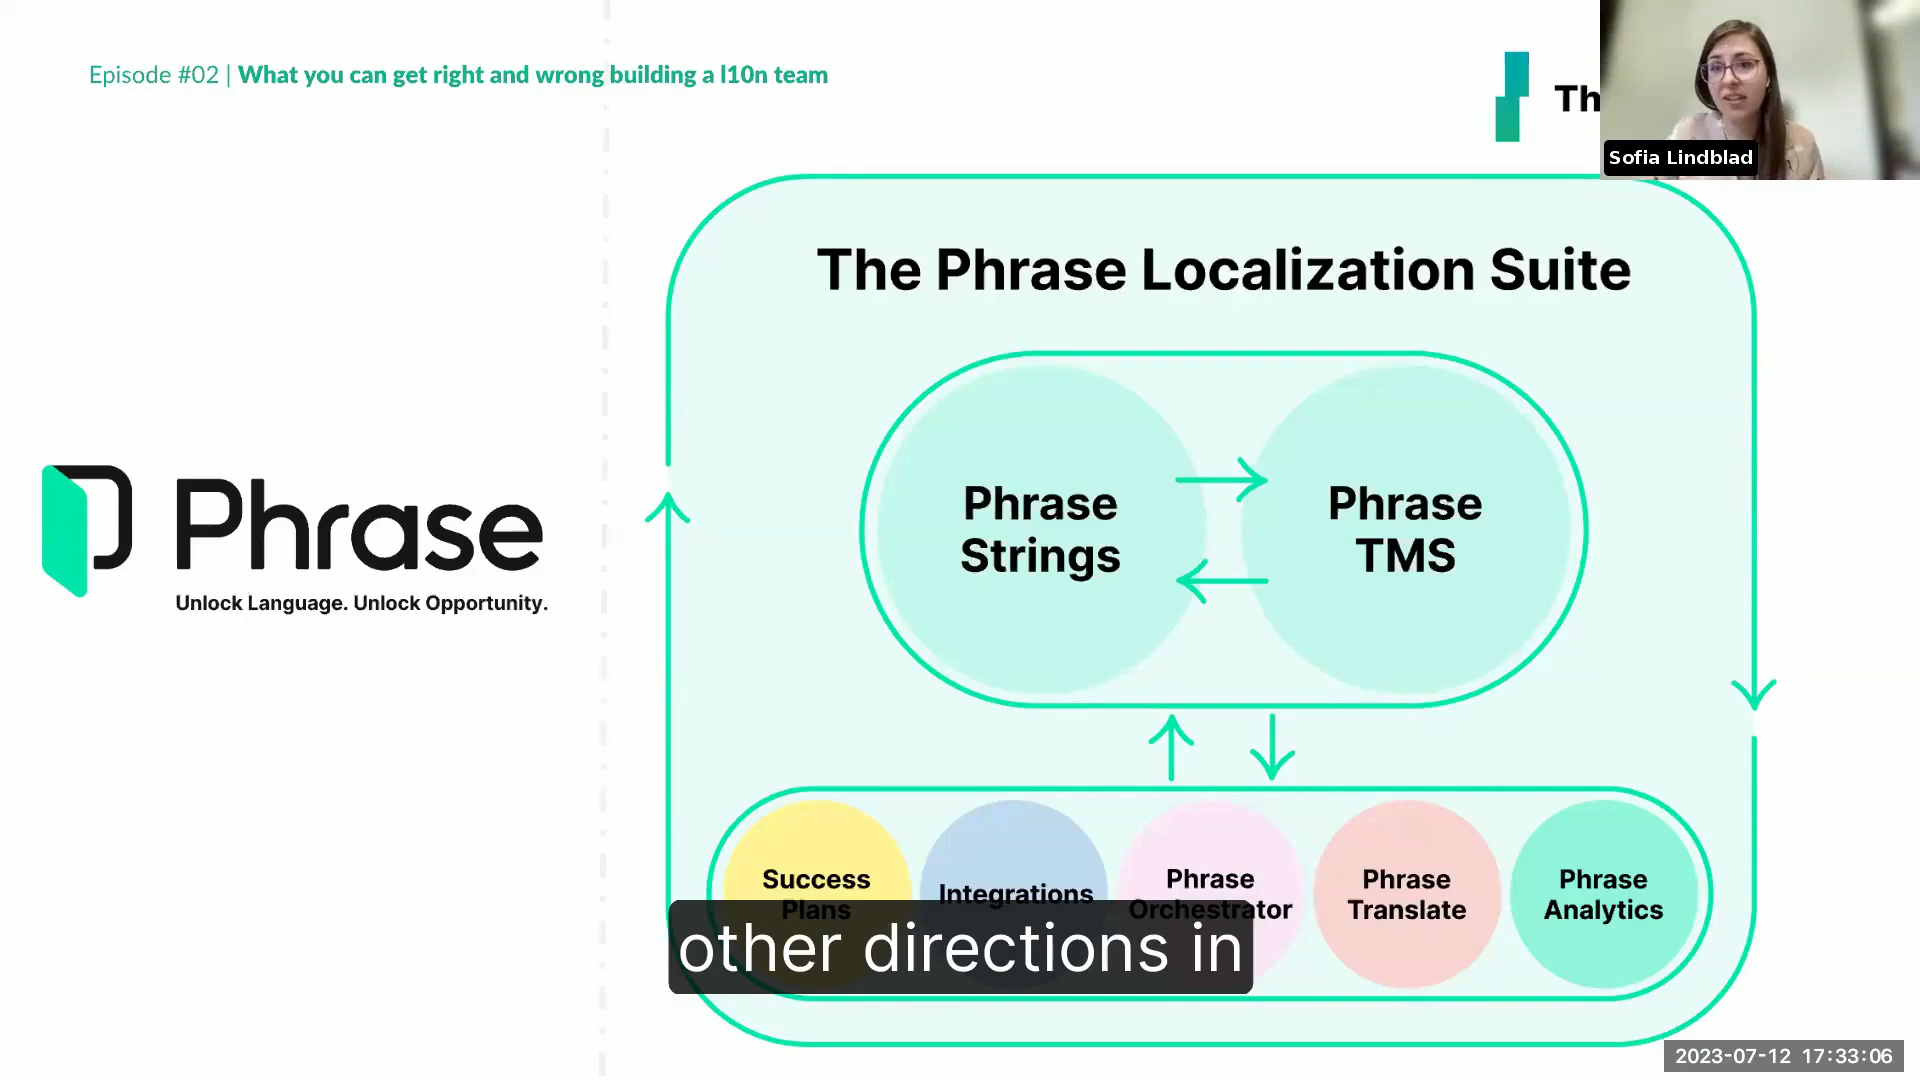 Episode #02 | What you can get right and wrong building a l10n team
Th
Sofia Lindblad
The Phrase Localization Suite
Phrase
Strings
Phrase
TMS
Phrase
Unlock Language. Unlock Opportunity.
Success
Plans
Integrations
Phrase
Orchestrator
Phrase
Translate
Phrase
Analytics
other directions in
2023-07-12 17:33:06